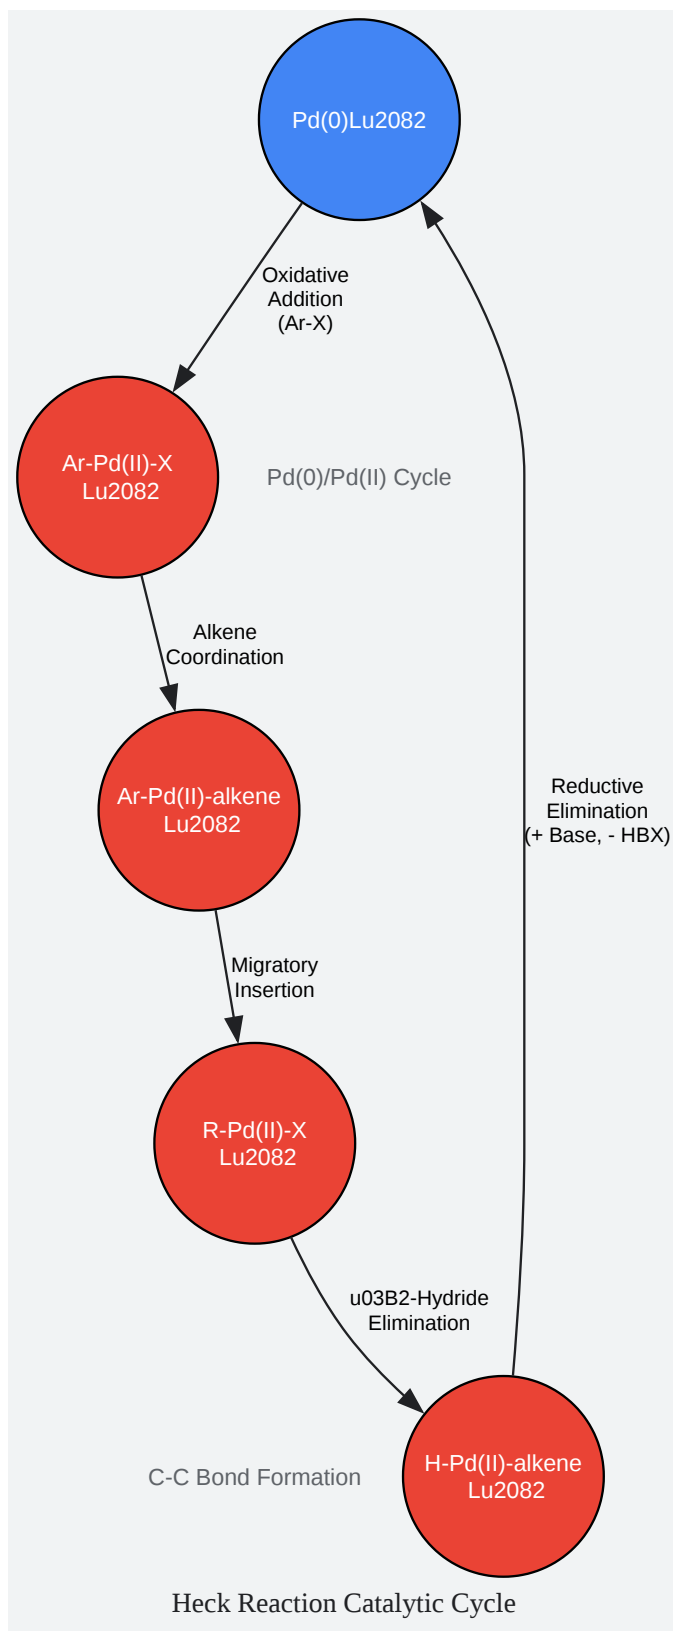 Pd(0)Lu2082
Oxidative
Addition
(Ar-X)
Ar-Pd(II)-X
Lu2082
Pd(0)/Pd(II) Cycle
Alkene
Coordination
Ar-Pd(II)-alkene
Lu2082
Reductive
Elimination
(+ Base, - HBX)
Migratory
Insertion
R-Pd(II)-X
Lu2082
u03B2-Hydride
Elimination
C-C Bond Formation
H-Pd(II)-alkene
Lu2082
Heck Reaction Catalytic Cycle